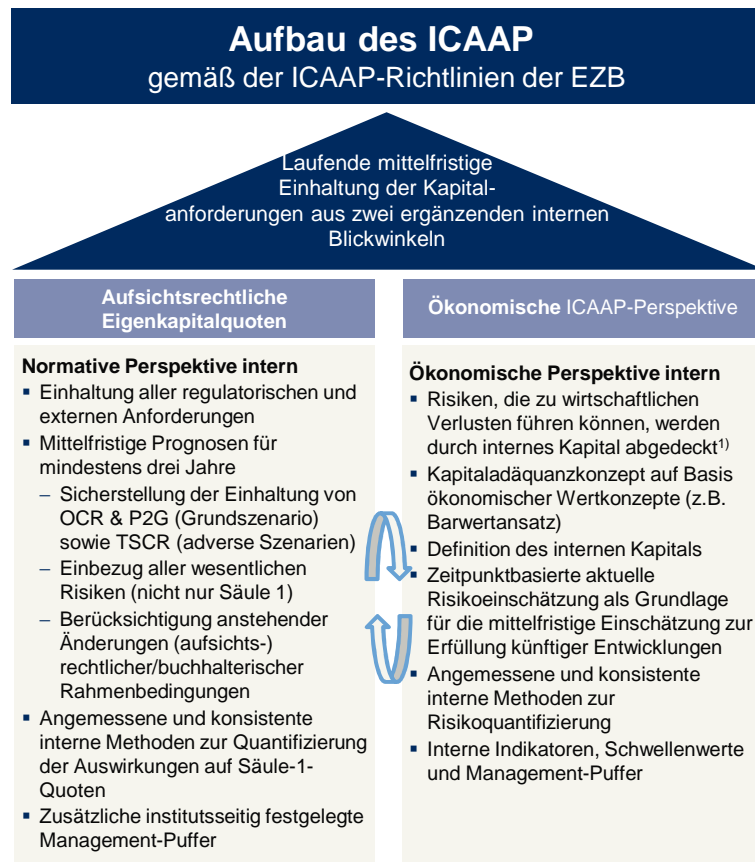 Aufbau des ICAAP
gemäß der ICAAP-Richtlinien der EZB
Laufende mittelfristige
Einhaltung der Kapital-
anforderungen aus zwei ergänzenden internen
Blickwinkeln
Aufsichtsrechtliche
Eigenkapitalquoten
Normative Perspektive intern
▪ Einhaltung aller regulatorischen und
externen Anforderungen
▪ Mittelfristige Prognosen für
mindestens drei Jahre
– Sicherstellung der Einhaltung von
OCR & P2G (Grundszenario)
sowie TSCR (adverse Szenarien)
– Einbezug aller wesentlichen
Risiken (nicht nur Säule 1)
– Berücksichtigung anstehender
Änderungen (aufsichts-)
rechtlicher/buchhalterischer
Rahmenbedingungen
▪ Angemessene und konsistente
interne Methoden zur Quantifizierung
der Auswirkungen auf Säule-1-
Quoten
▪ Zusätzliche institutsseitig festgelegte
Management-Puffer
Ökonomische ICAAP-Perspektive
Ökonomische Perspektive intern
▪ Risiken, die zu wirtschaftlichen
Verlusten führen können, werden
durch internes Kapital abgedeckt¹⁾
▪ Kapitaladäquanzkonzept auf Basis
ökonomischer Wertkonzepte (z.B.
Barwertansatz)
▪ Definition des internen Kapitals
▪ Zeitpunktbasierte aktuelle
Risikoeinschätzung als Grundlage
für die mittelfristige Einschätzung zur
Erfüllung künftiger Entwicklungen
▪ Angemessene und konsistente
interne Methoden zur
Risikoquantifizierung
▪ Interne Indikatoren, Schwellenwerte
und Management-Puffer